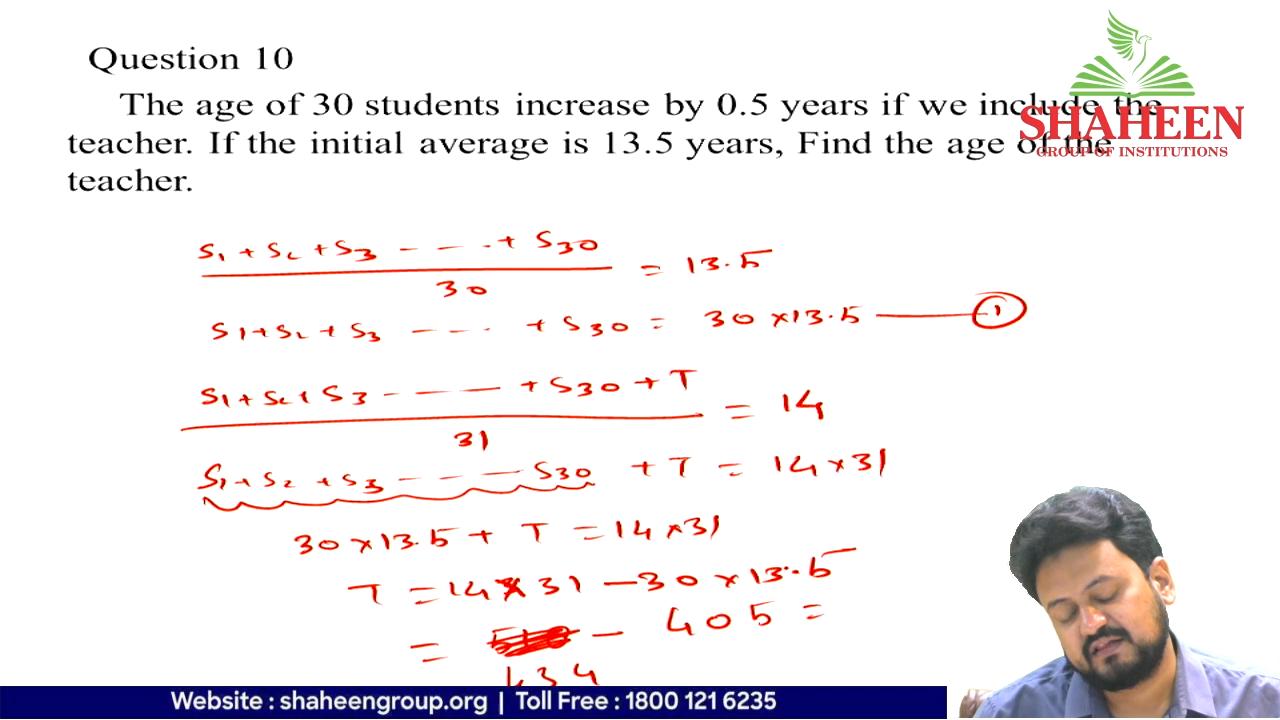 Question 10
The age of 30 students increase by 0.5 years if we include the
teacher. If the initial average is 13.5 years, Find the age of the
teacher.
SHAHEEN
GROUP OF INSTITUTIONS
S1 + S2 + S3 - - - - . + S30
30
= 13.5
S1 + S2 + S3 - - - . + S30 = 30 × 13.5 —— 1
S1 + S2 + S3 - - - — + S30 + T
31
= 14
S1 + S2 + S3 - - - — S30 + T = 14 × 31
30 × 13.5 + T = 14 × 31
T = 14 × 31 − 30 × 13.5
= − 405 =
434
Website : shaheengroup.org | Toll Free : 1800 121 6235